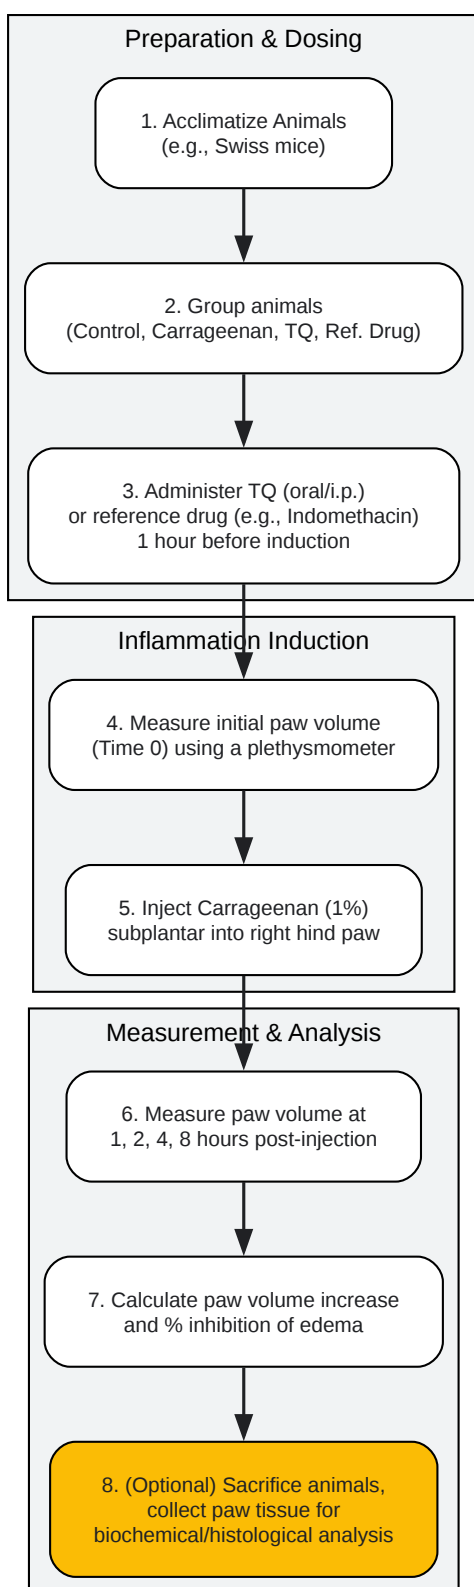 Preparation & Dosing
1. Acclimatize Animals
(e.g., Swiss mice)
2. Group animals
(Control, Carrageenan, TQ, Ref. Drug)
3. Administer TQ (oral/i.p.)
or reference drug (e.g., Indomethacin)
1 hour before induction
Inflammation Induction
4. Measure initial paw volume
(Time 0) using a plethysmometer
5. Inject Carrageenan (1%)
subplantar into right hind paw
Measurement & Analysis
6. Measure paw volume at
1, 2, 4, 8 hours post-injection
7. Calculate paw volume increase
and % inhibition of edema
8. (Optional) Sacrifice animals,
collect paw tissue for
biochemical/histological analysis